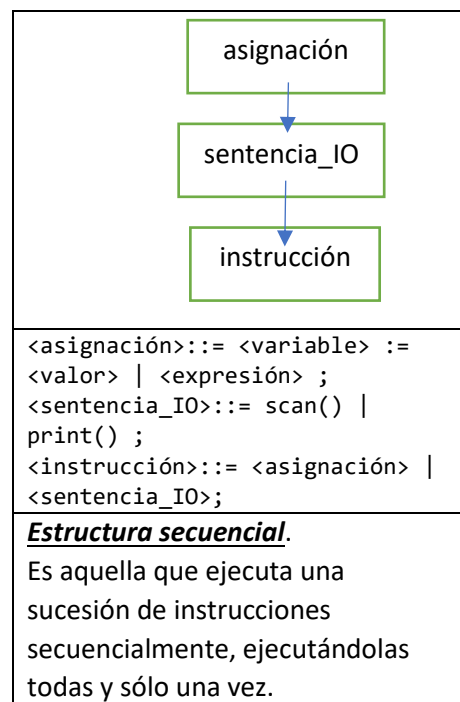 asignación
sentencia_IO
instrucción
<asignación>::= <variable> :=
<valor> | <expresión> ;
<sentencia_IO>::= scan() |
print() ;
<instrucción>::= <asignación> |
<sentencia_IO>;
Estructura secuencial.
Es aquella que ejecuta una
sucesión de instrucciones
secuencialmente, ejecutándolas
todas y sólo una vez.